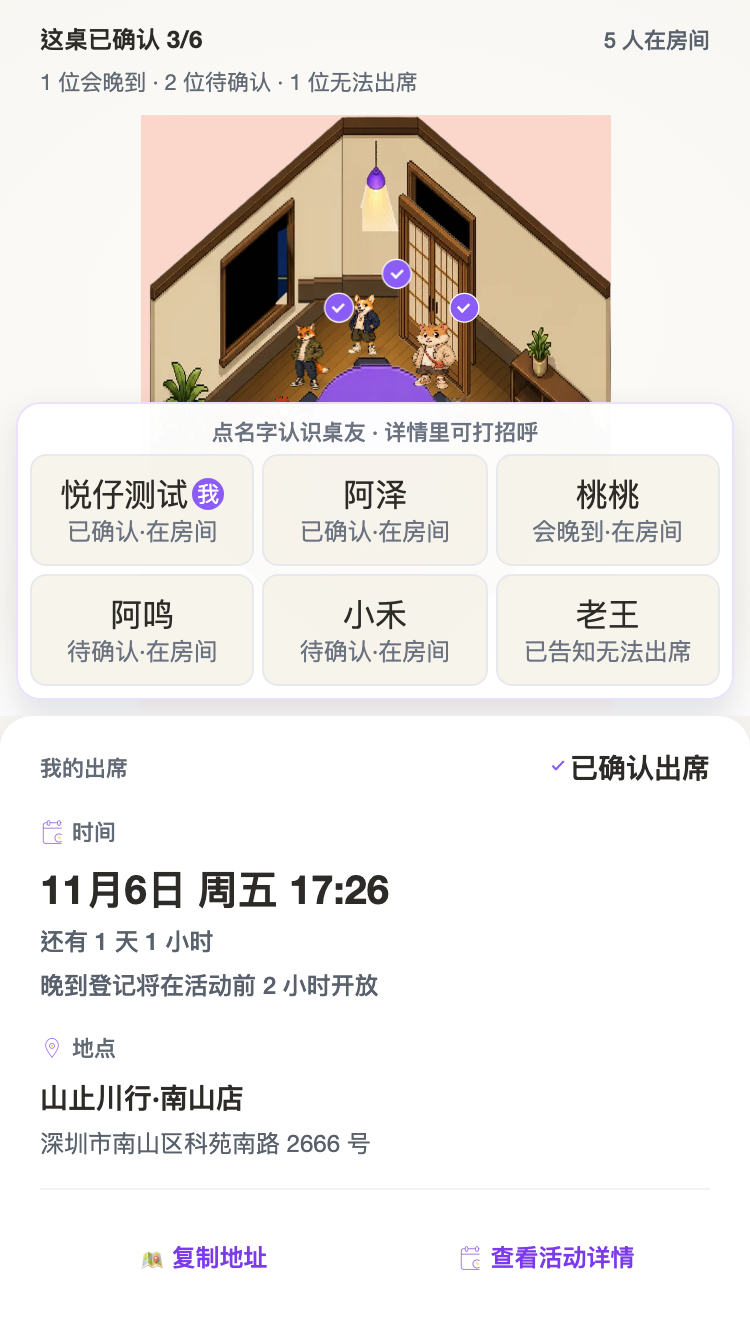 这桌已确认 3/6
5 人在房间
1 位会晚到 · 2 位待确认 · 1 位无法出席
点名字认识桌友 · 详情里可打招呼
悦仔测试 我
已确认·在房间
阿泽
已确认·在房间
桃桃
会晚到·在房间
阿鸣
待确认·在房间
小禾
待确认·在房间
老王
已告知无法出席
我的出席
已确认出席
时间
11月6日 周五 17:26
还有 1 天 1 小时
晚到登记将在活动前 2 小时开放
地点
山止川行·南山店
深圳市南山区科苑南路 2666 号
复制地址
查看活动详情